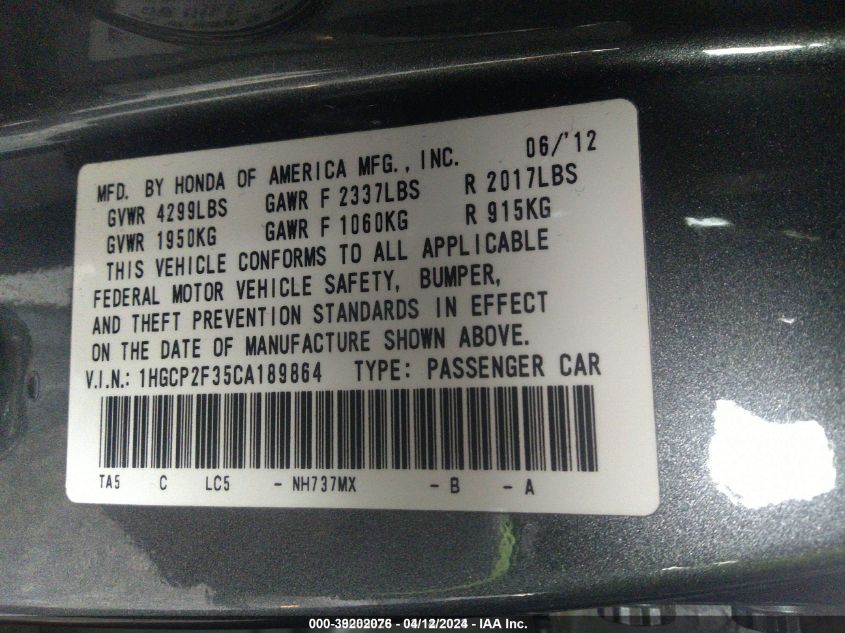 MFD. BY HONDA OF AMERICA MFG., INC. 06/'12
GVWR 4299LBS GAWR F 2337LBS R 2017LBS
GVWR 1950KG GAWR F 1060KG R 915KG
THIS VEHICLE CONFORMS TO ALL APPLICABLE
FEDERAL MOTOR VEHICLE SAFETY, BUMPER,
AND THEFT PREVENTION STANDARDS IN EFFECT
ON THE DATE OF MANUFACTURE SHOWN ABOVE.
V.I.N.: 1HGCP2F35CA189864 TYPE: PASSENGER CAR
TA5 C LC5 - NH737MX - B - A
000-39202076 - 04/12/2024 - IAA Inc.